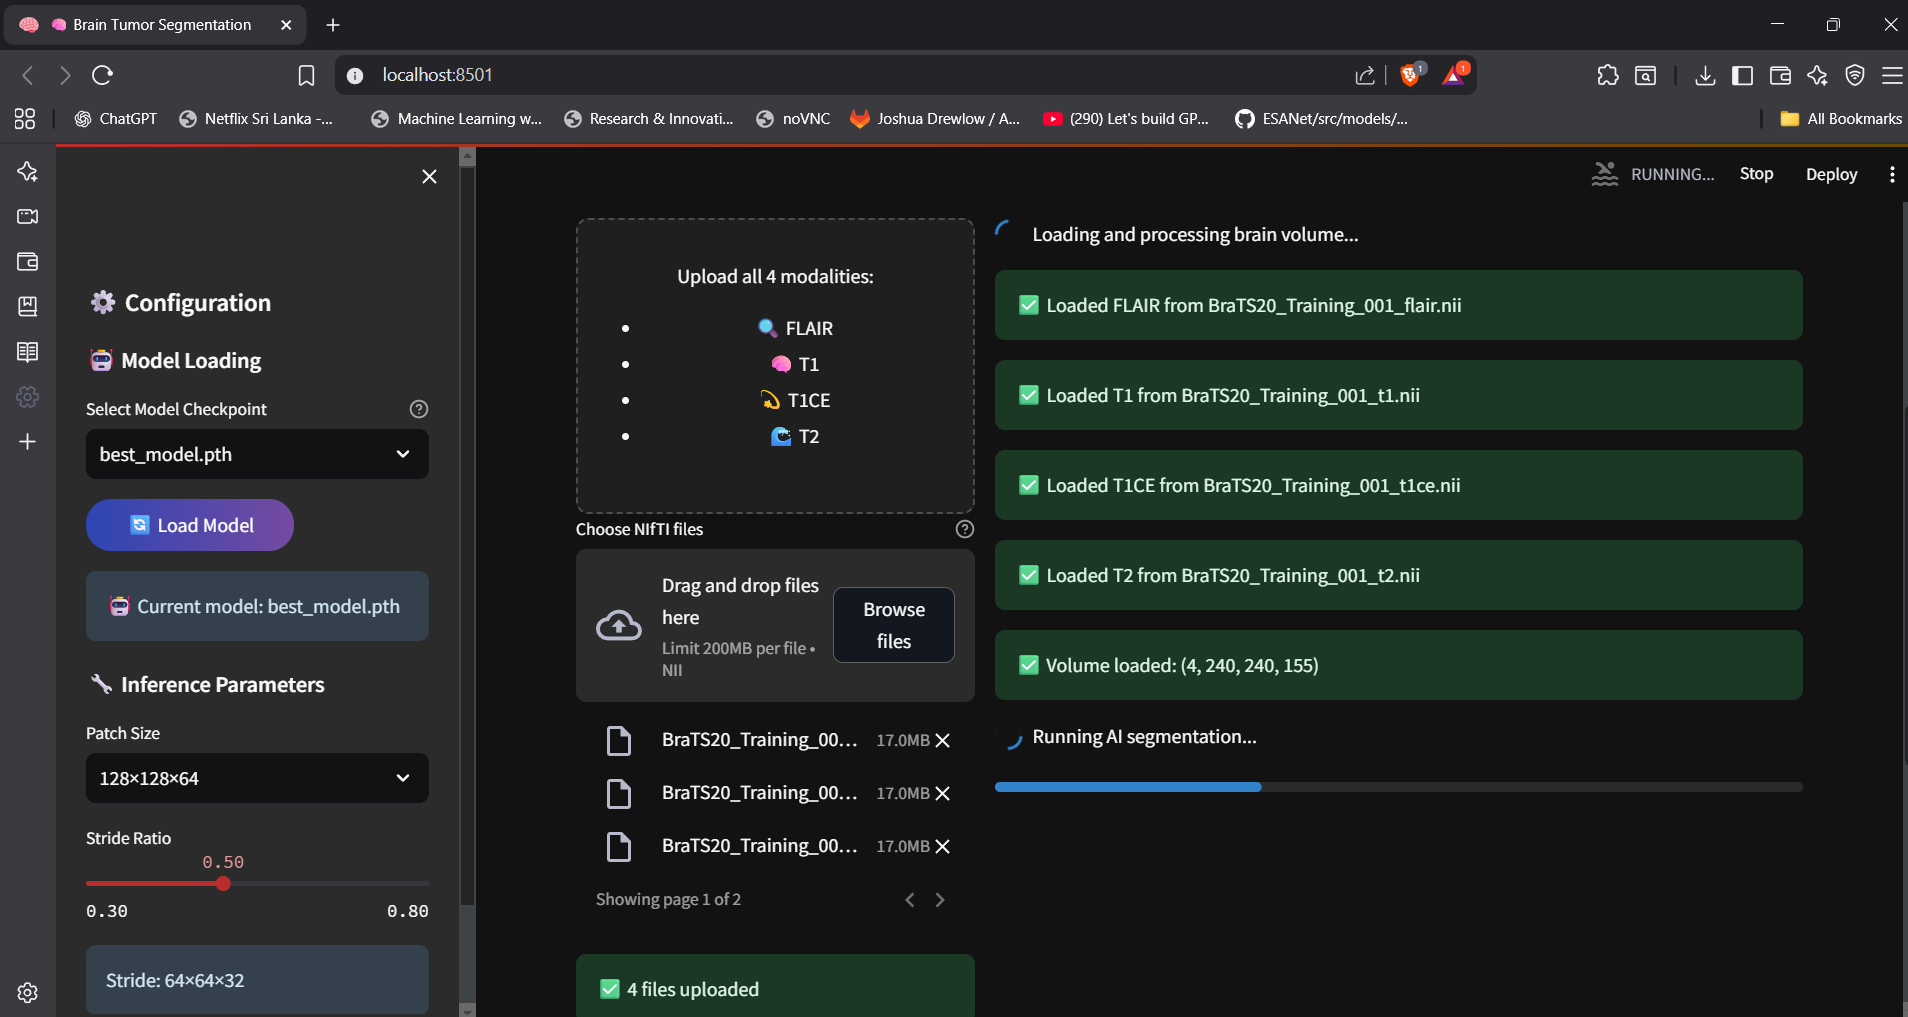 Brain Tumor Segmentation
localhost:8501
1
1
ChatGPT
Netflix Sri Lanka -...
Machine Learning w...
Research & Innovati...
noVNC
Joshua Drewlow / A...
(290) Let's build GP...
ESANet/src/models/...
All Bookmarks
RUNNING...
Stop
Deploy
Configuration
Model Loading
Select Model Checkpoint
best_model.pth
Load Model
Current model: best_model.pth
Inference Parameters
Patch Size
128×128×64
Stride Ratio
0.50
0.30
0.80
Stride: 64×64×32
Upload all 4 modalities:
FLAIR
T1
T1CE
T2
Choose NIfTI files
Drag and drop files
here
Limit 200MB per file •
NII
Browse
files
BraTS20_Training_00... 17.0MB
BraTS20_Training_00... 17.0MB
BraTS20_Training_00... 17.0MB
Showing page 1 of 2
4 files uploaded
Loading and processing brain volume...
Loaded FLAIR from BraTS20_Training_001_flair.nii
Loaded T1 from BraTS20_Training_001_t1.nii
Loaded T1CE from BraTS20_Training_001_t1ce.nii
Loaded T2 from BraTS20_Training_001_t2.nii
Volume loaded: (4, 240, 240, 155)
Running AI segmentation...